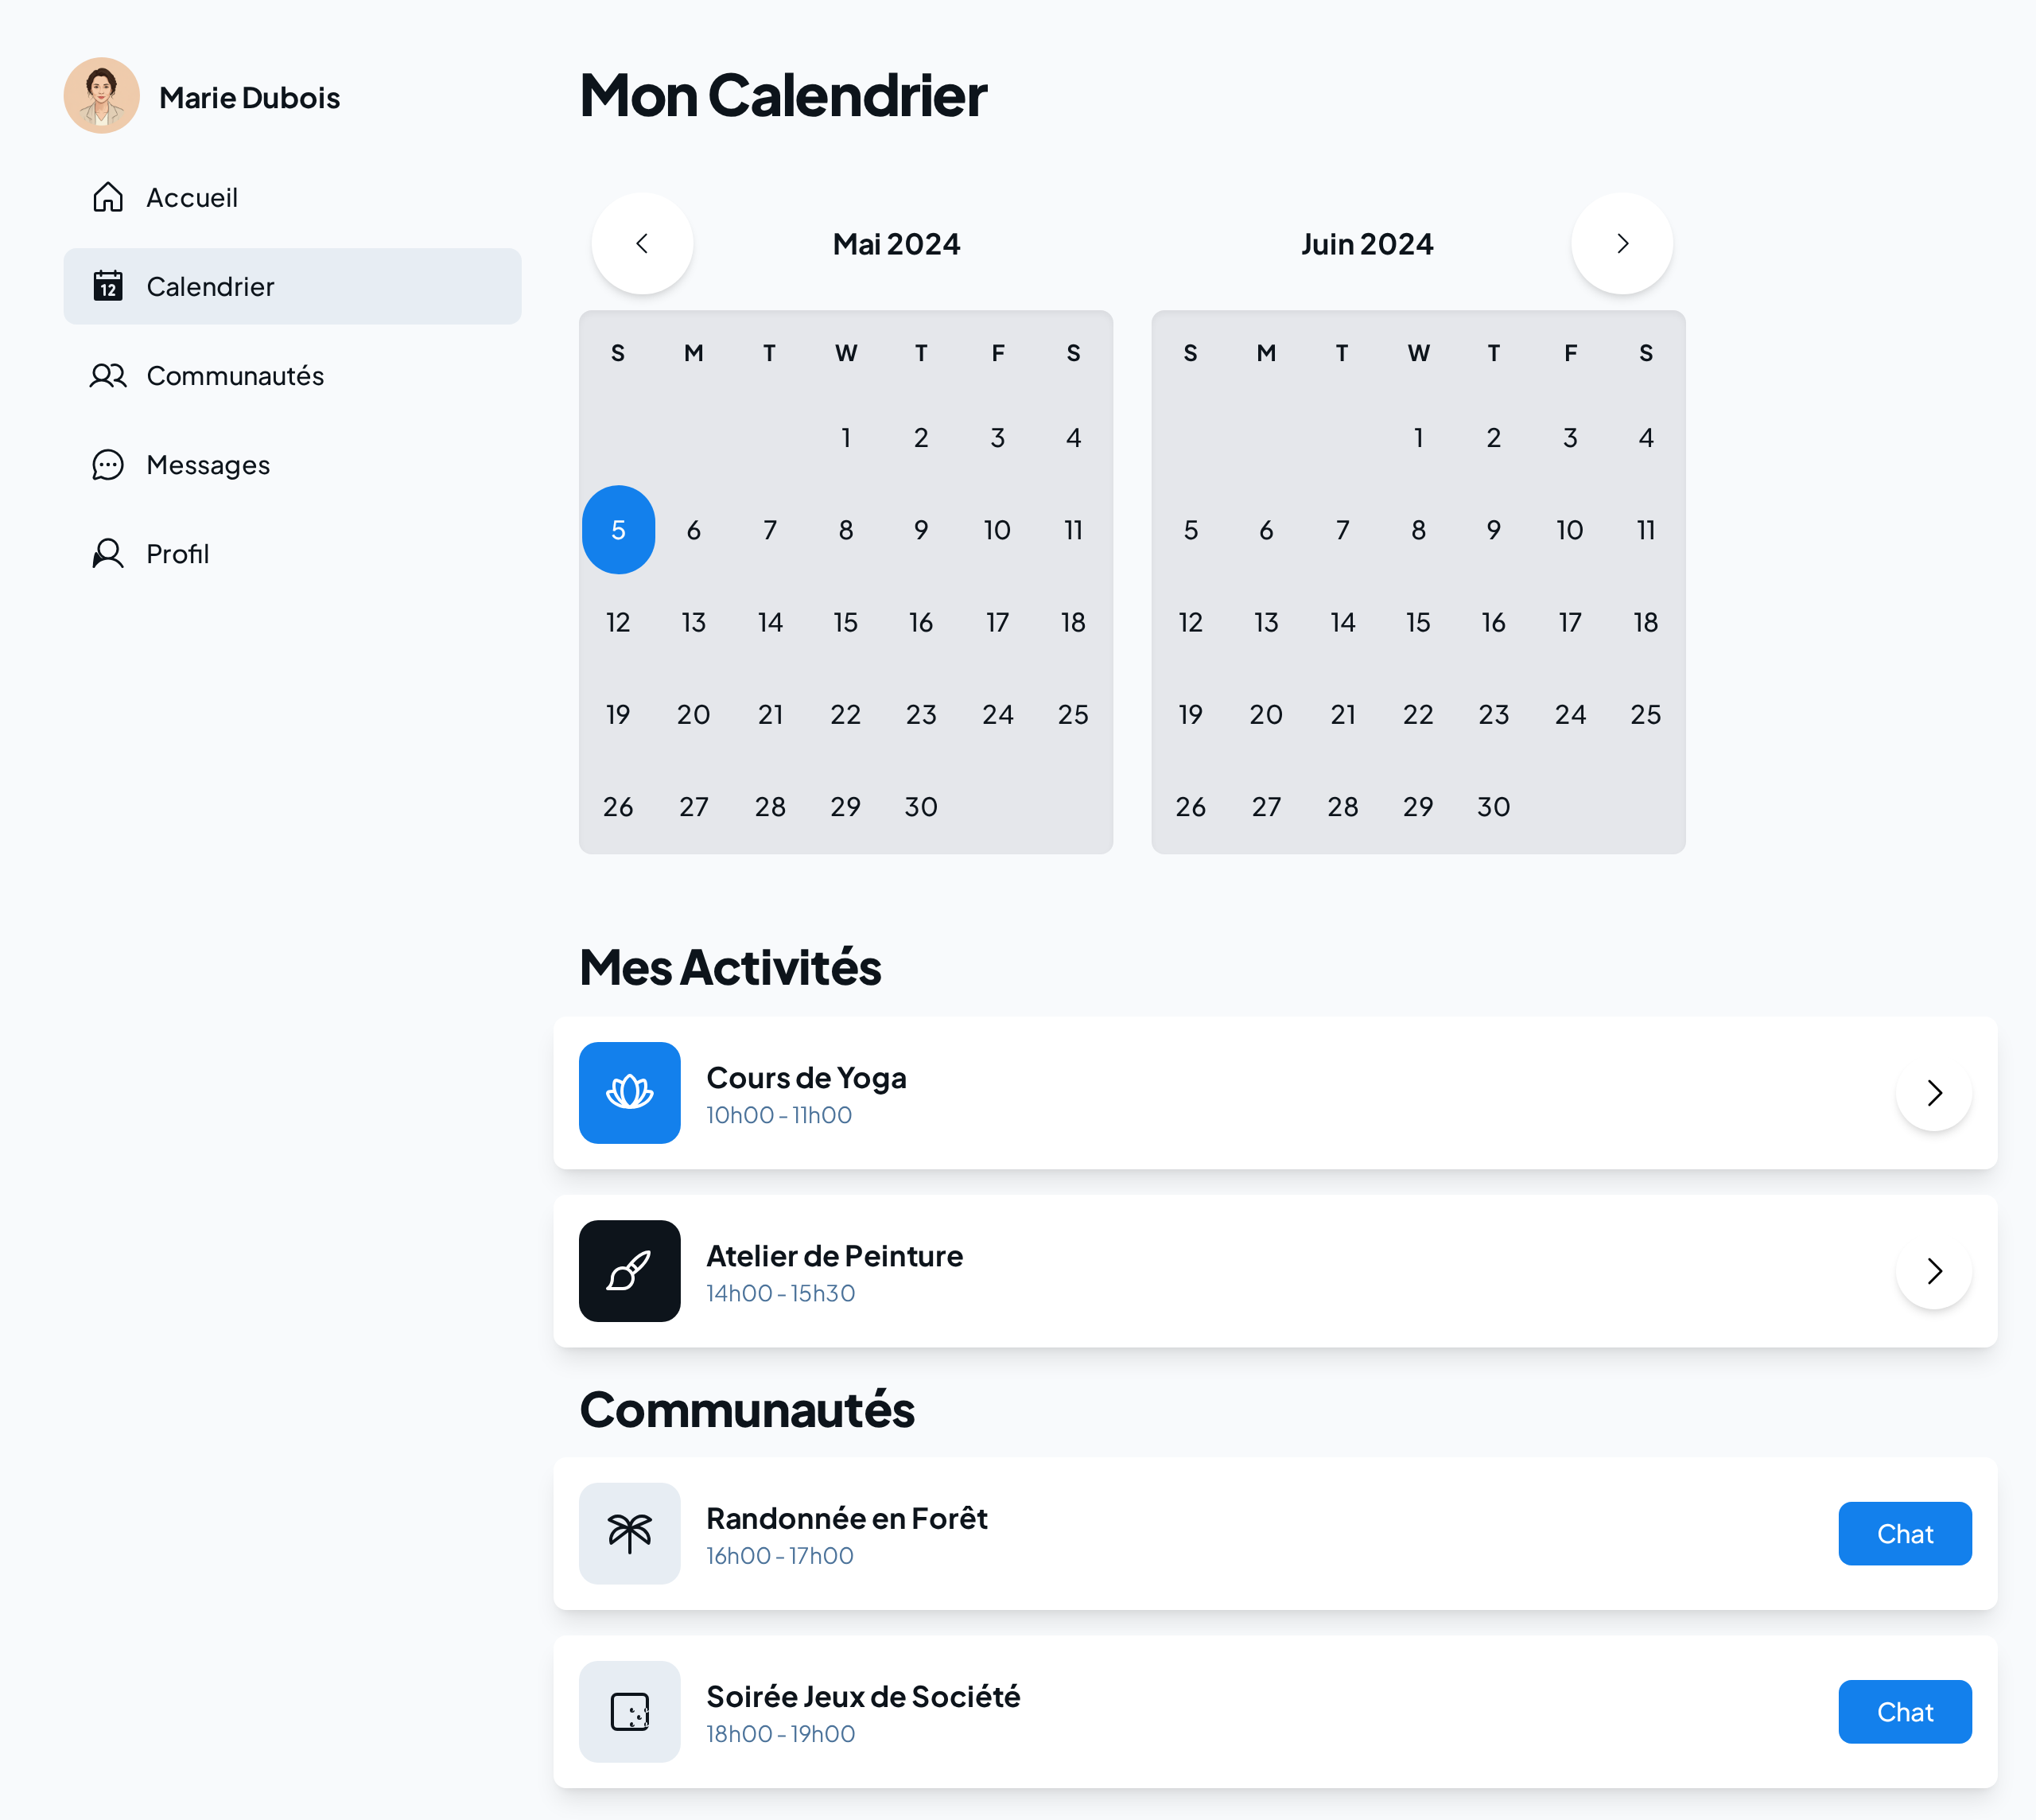 Marie Dubois
Accueil
12
Calendrier
Communautés
Messages
Profil
Mon Calendrier
Mai 2024
S M T W T F S
1 2 3 4
5 6 7 8 9 10 11
12 13 14 15 16 17 18
19 20 21 22 23 24 25
26 27 28 29 30
Juin 2024
S M T W T F S
1 2 3 4
5 6 7 8 9 10 11
12 13 14 15 16 17 18
19 20 21 22 23 24 25
26 27 28 29 30
Mes Activités
Cours de Yoga
10h00 - 11h00
Atelier de Peinture
14h00 - 15h30
Communautés
Randonnée en Forêt
16h00 - 17h00
Chat
Soirée Jeux de Société
18h00 - 19h00
Chat